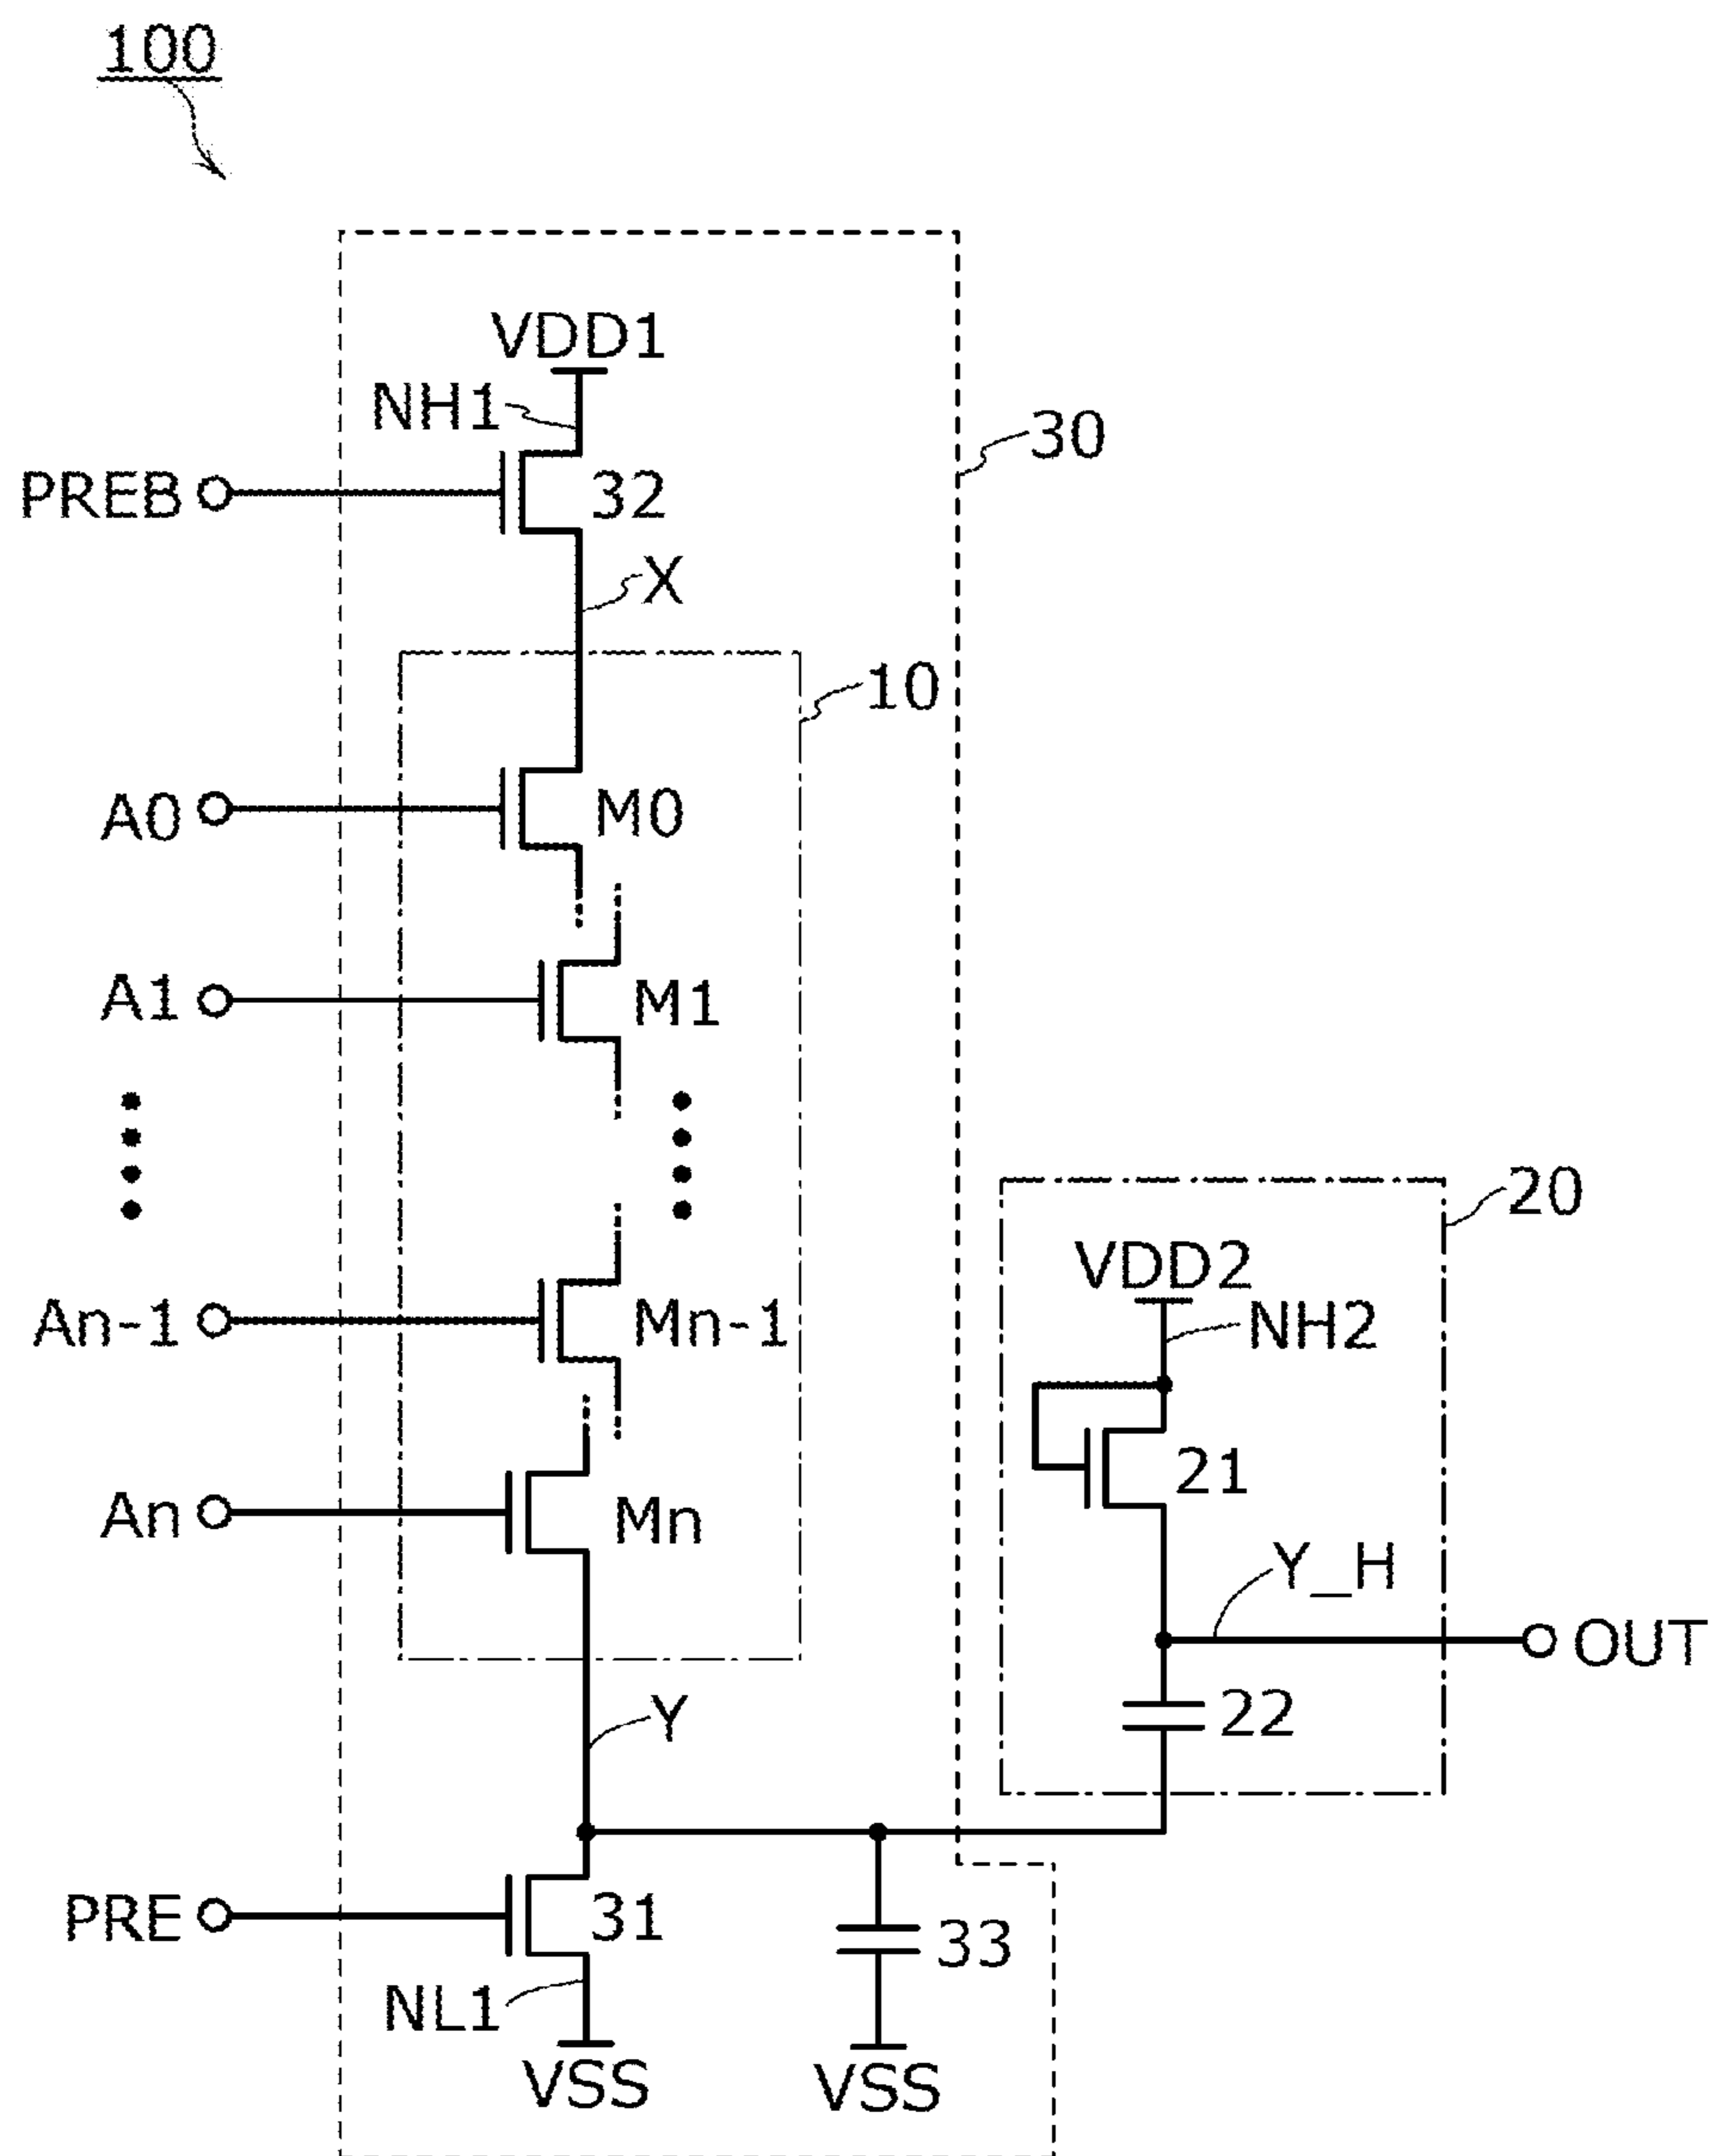 100
VDD1
NH1
30
PREB
32
X
10
A0
M0
A1
M1
20
VDD2
An-1
Mn-1
NH2
21
An
Mn
Y_H
OUT
Y
22
PRE
31
33
NL1
VSS
VSS